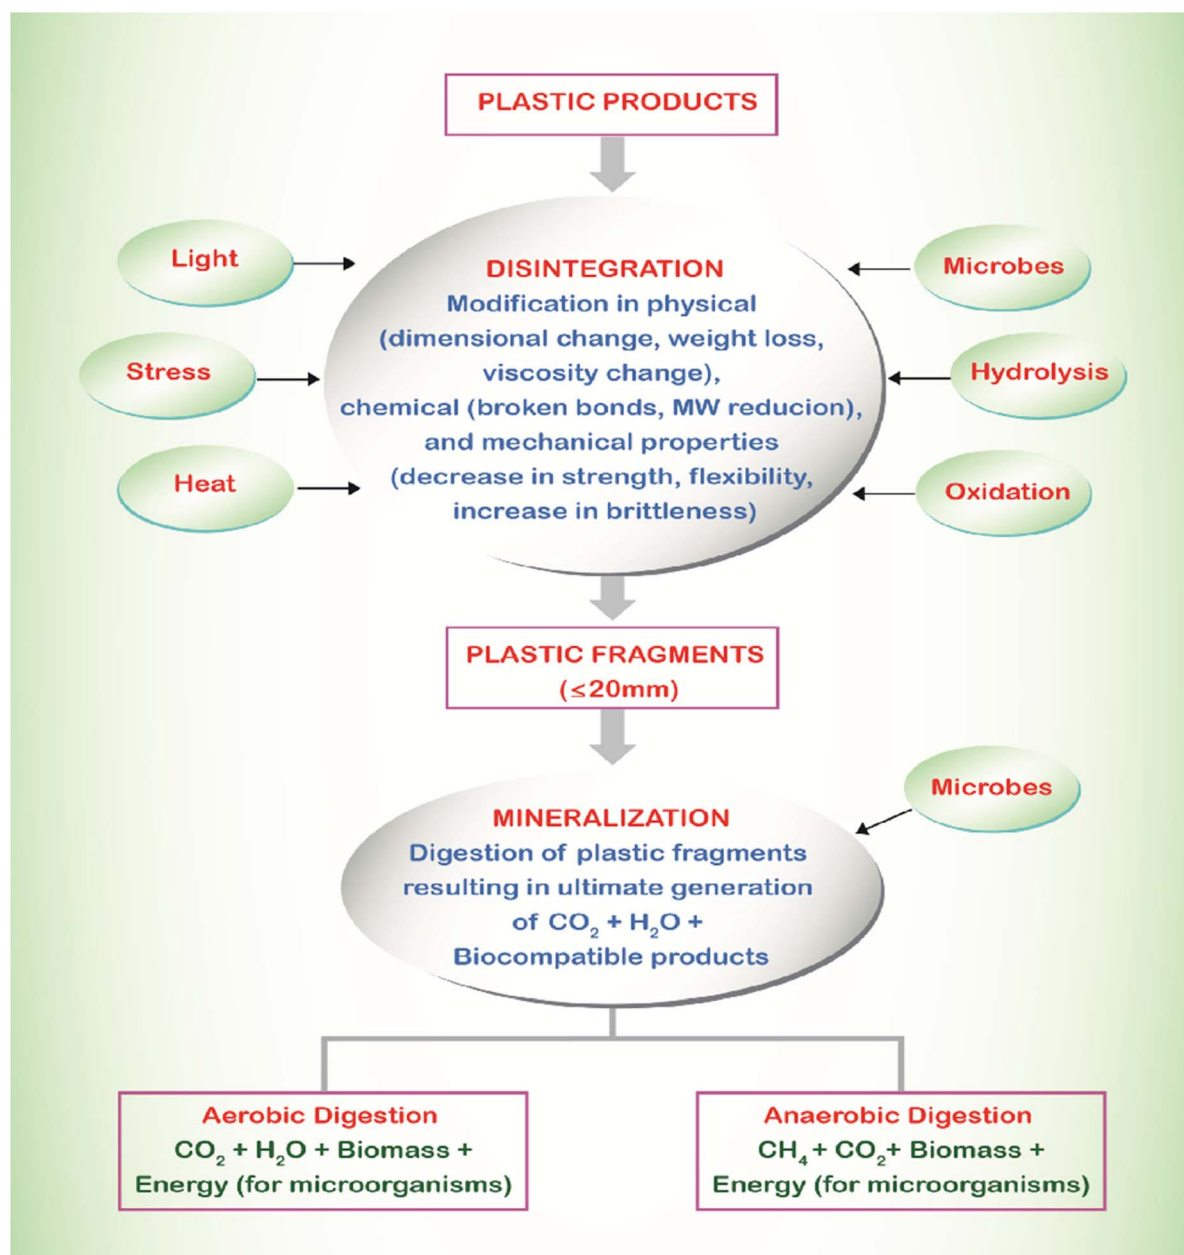 PLASTIC PRODUCTS
Light
Stress
Heat
DISINTEGRATION
Modification in physical
(dimensional change, weight loss,
viscosity change),
chemical (broken bonds, MW reducion),
and mechanical properties
(decrease in strength, flexibility,
increase in brittleness)
Microbes
Hydrolysis
Oxidation
PLASTIC FRAGMENTS
(≤20mm)
Microbes
MINERALIZATION
Digestion of plastic fragments
resulting in ultimate generation
of CO₂ + H₂O +
Biocompatible products
Aerobic Digestion
CO₂ + H₂O + Biomass +
Energy (for microorganisms)
Anaerobic Digestion
CH₄ + CO₂+ Biomass +
Energy (for microorganisms)